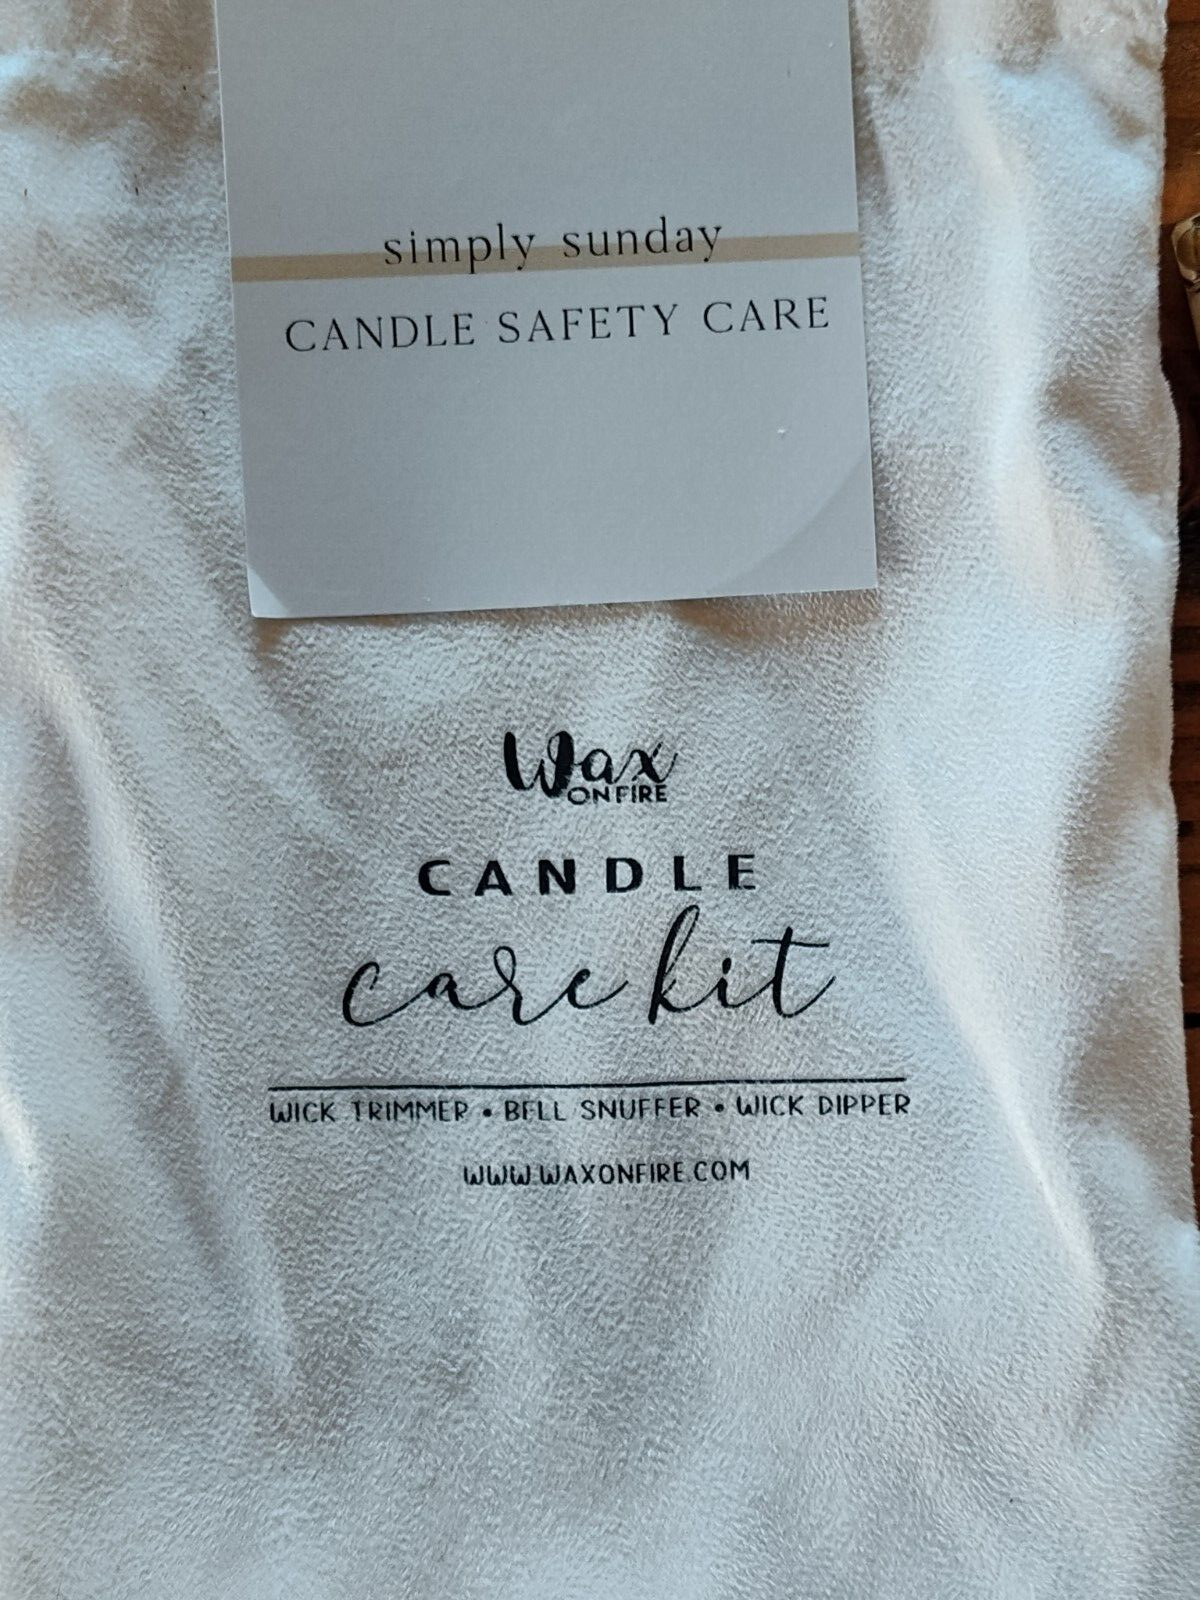 simply sunday
CANDLE SAFETY CARE
Wax
ON FIRE
CANDLE
care kit
WICK TRIMMER • BELL SNUFFER • WICK DIPPER
WWW.WAXONFIRE.COM